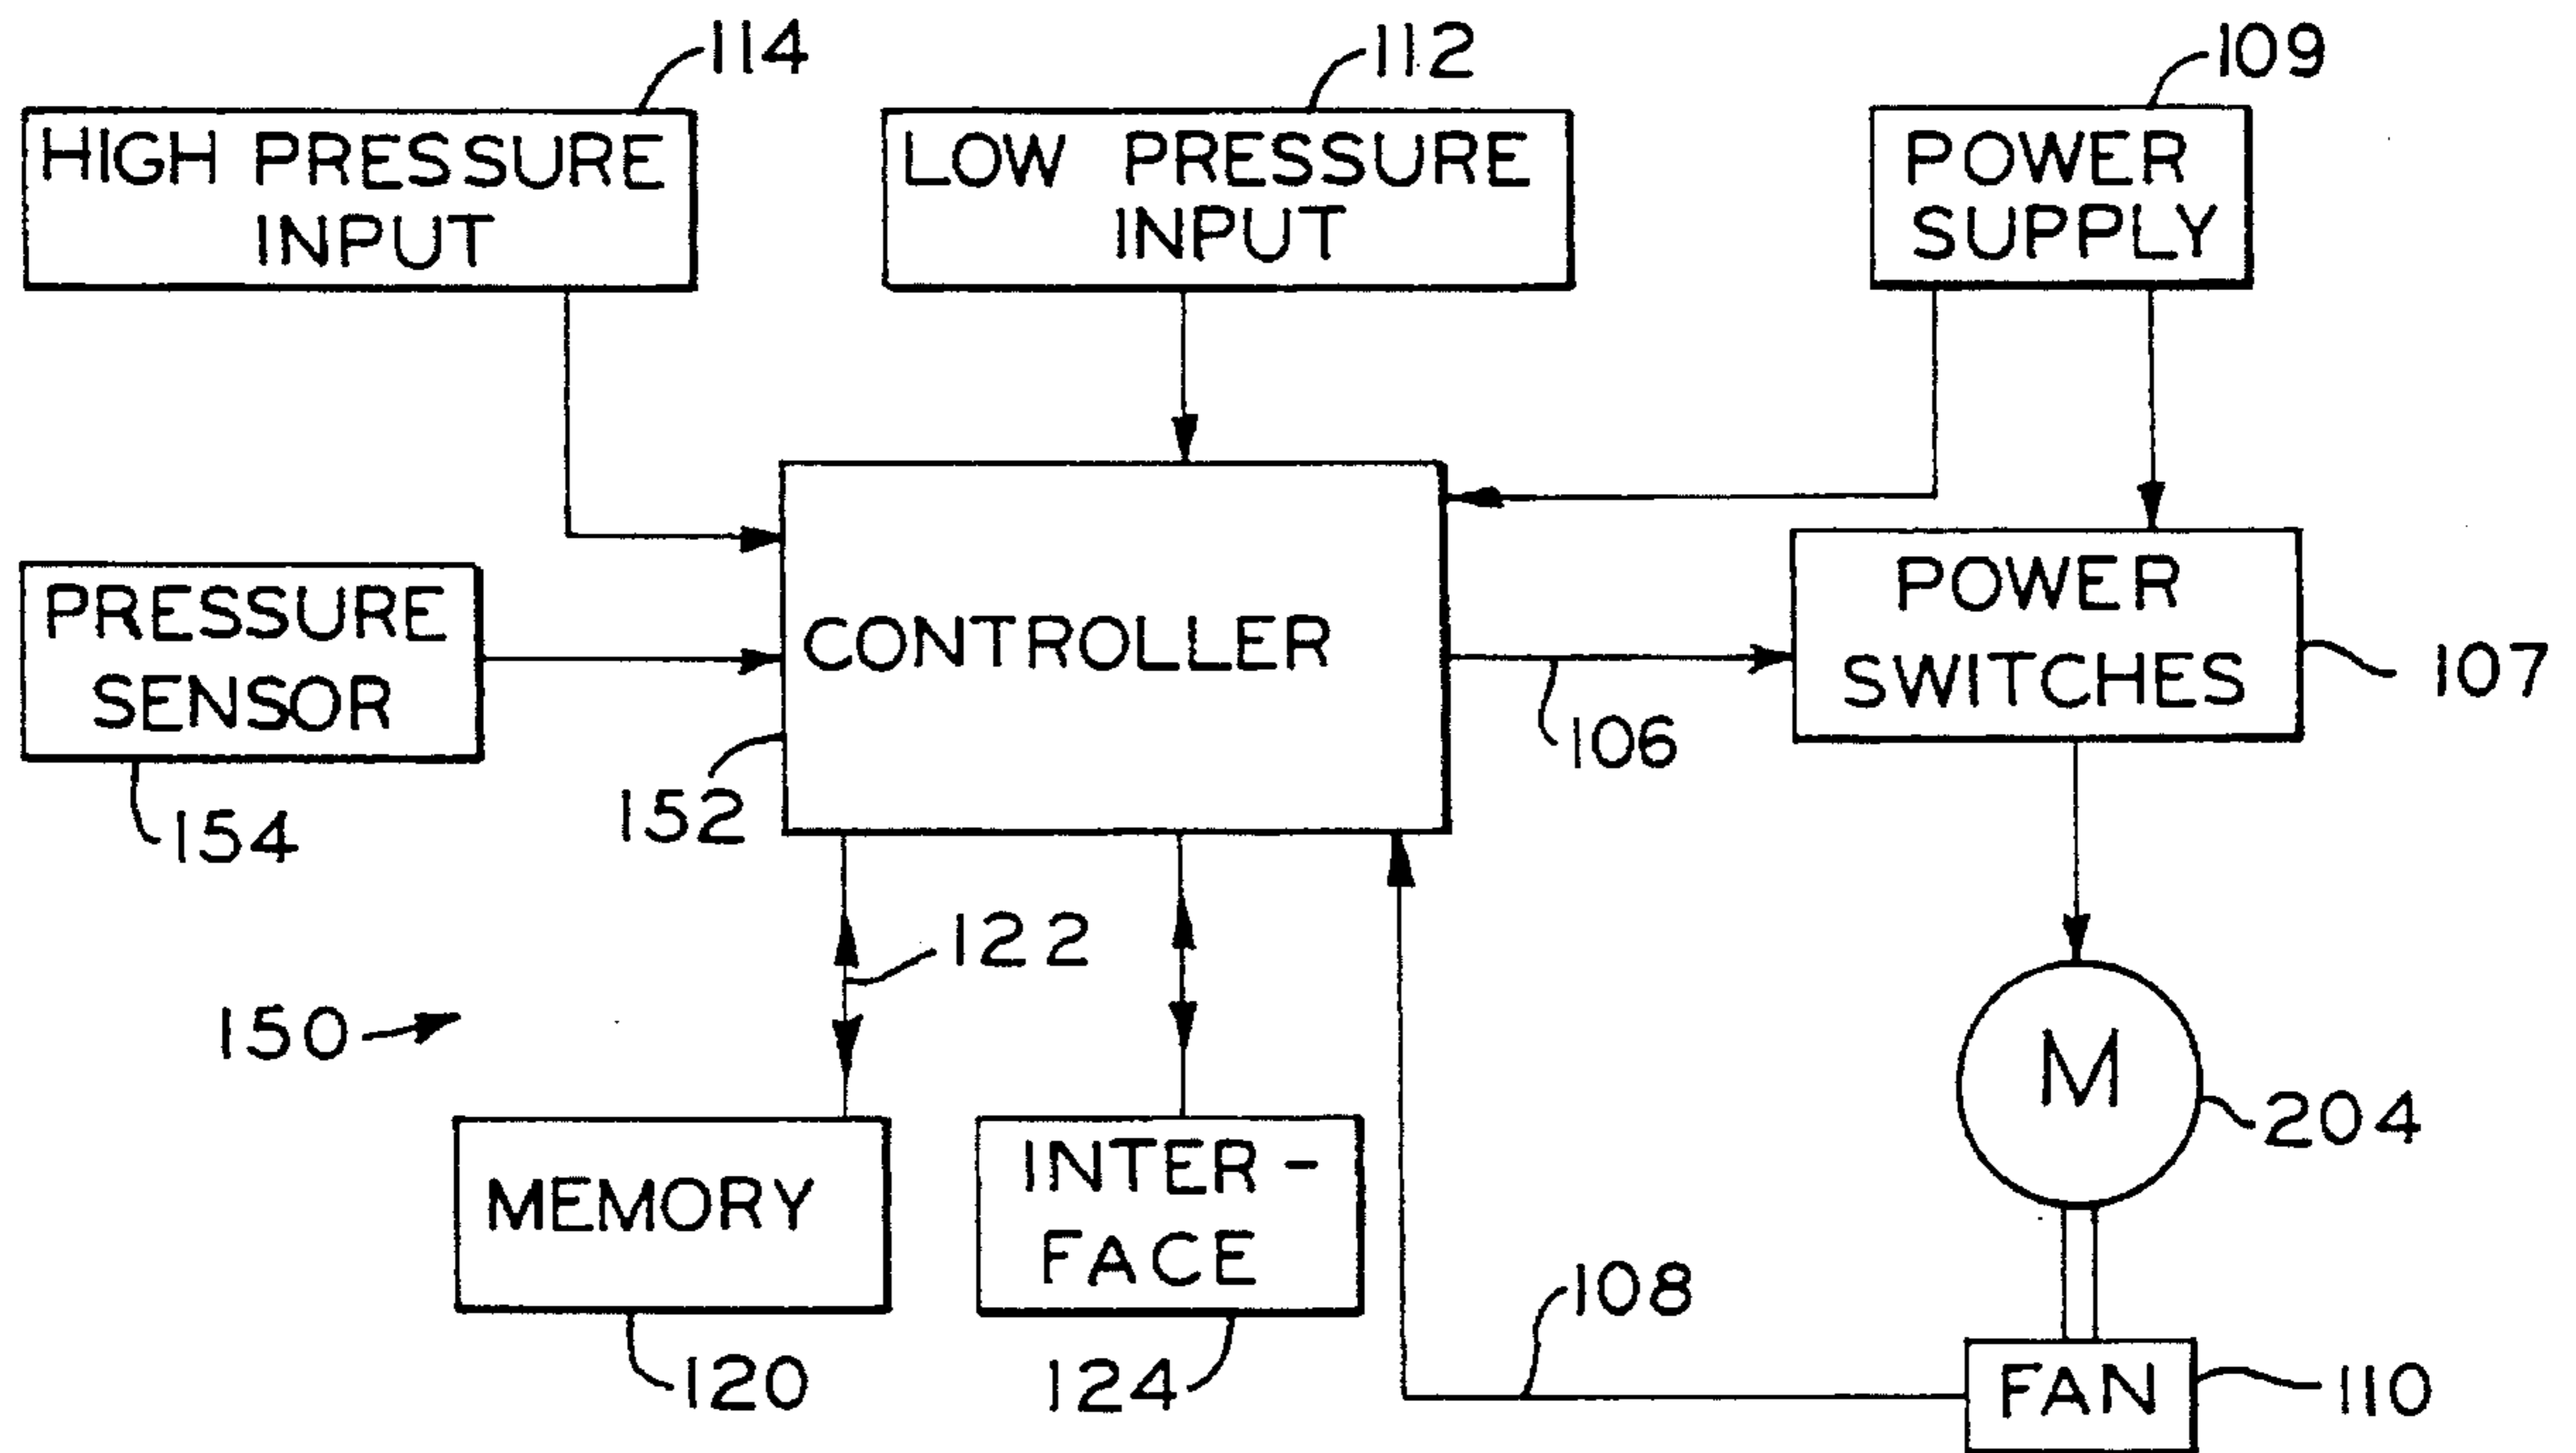 114
112
109
HIGH PRESSURE
INPUT
LOW PRESSURE
INPUT
POWER
SUPPLY
PRESSURE
SENSOR
CONTROLLER
POWER
SWITCHES
107
106
152
154
122
150
M
204
MEMORY
INTER-
FACE
108
120
124
FAN
110